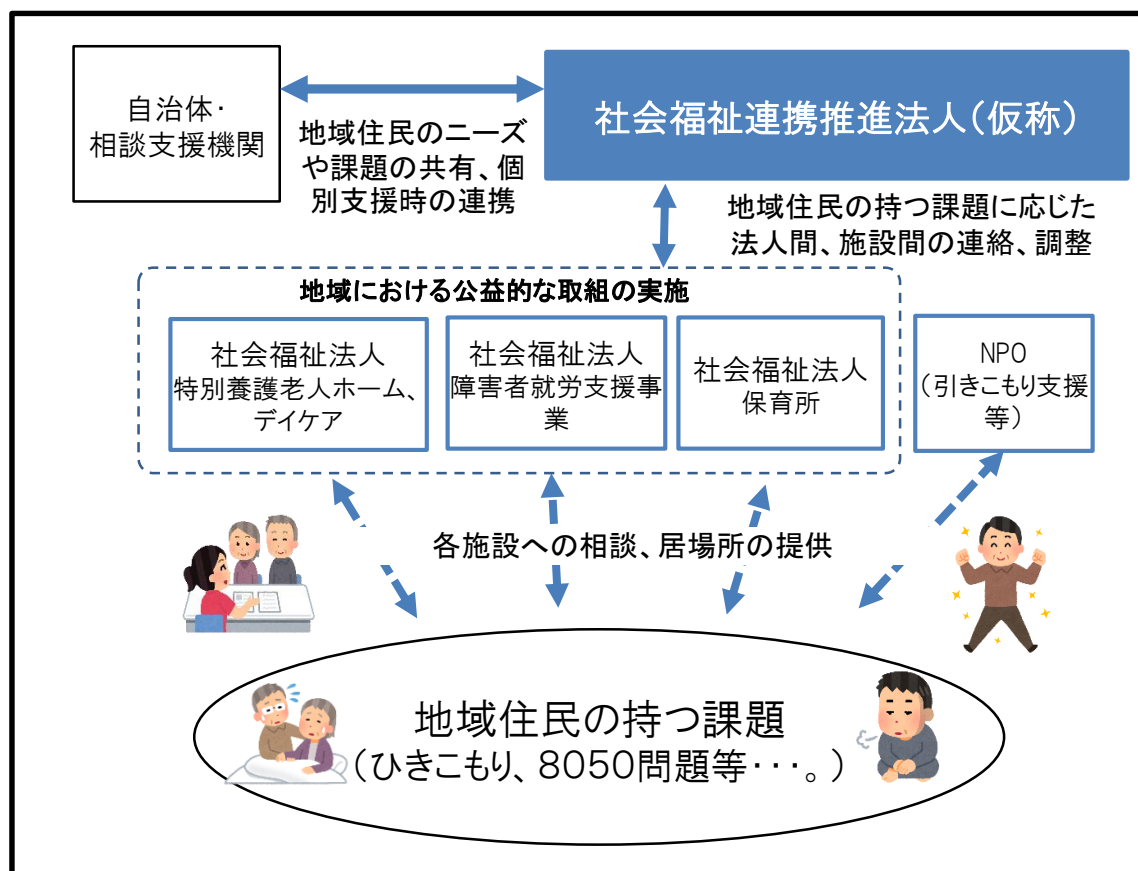 自治体・
相談支援機関
社会福祉連携推進法人(仮称)
地域住民のニーズ
や課題の共有、個
別支援時の連携
地域住民の持つ課題に応じた
法人間、施設間の連絡、調整
地域における公益的な取組の実施
社会福祉法人
特別養護老人ホーム、
デイケア
社会福祉法人
障害者就労支援事
業
社会福祉法人
保育所
NPO
(引きこもり支援
等)
各施設への相談、居場所の提供
地域住民の持つ課題
(ひきこもり、8050問題等・・・。)